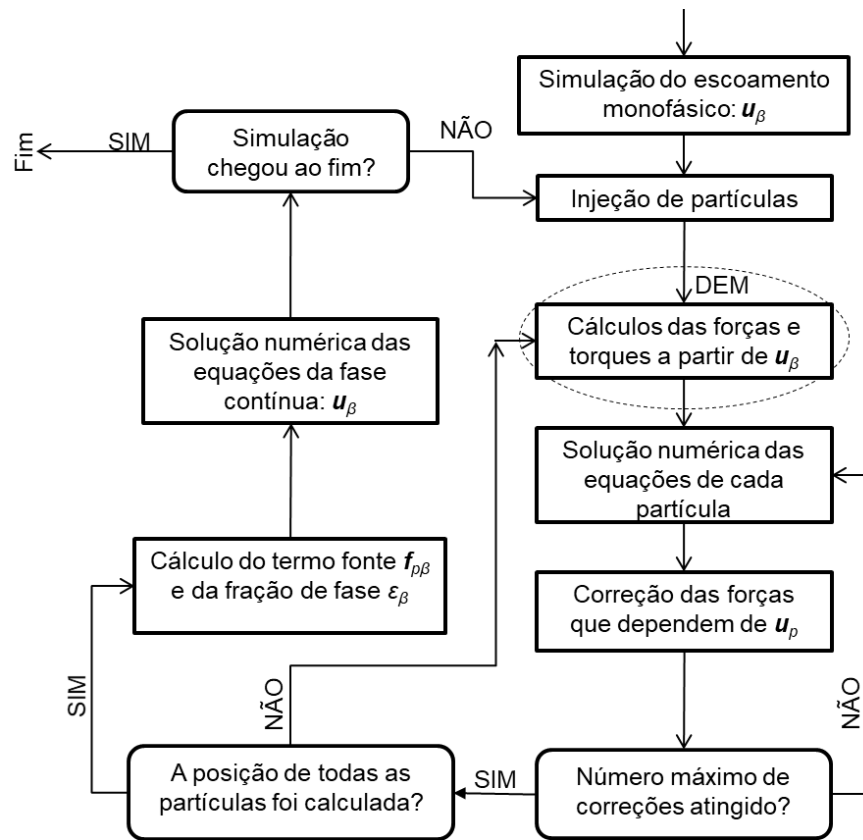 Simulação do escoamento
monofásico: uβ
Injeção de partículas
DEM
Cálculos das forças e
torques a partir de uβ
Solução numérica das
equações de cada
partícula
Correção das forças
que dependem de up
Número máximo de
correções atingido?
NÃO
SIM
A posição de todas as
partículas foi calculada?
NÃO
SIM
Cálculo do termo fonte fpβ
e da fração de fase εβ
Solução numérica das
equações da fase
contínua: uβ
Simulação
chegou ao fim?
NÃO
SIM
Fim